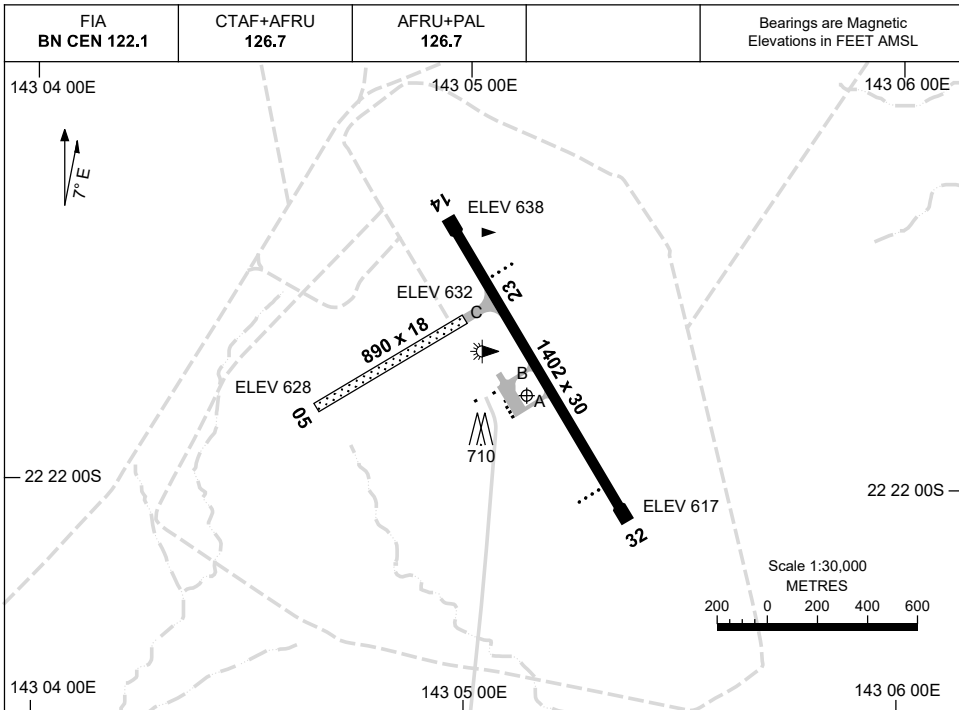 FIA
BN CEN 122.1
CTAF+AFRU
126.7
AFRU+PAL
126.7
Bearings are Magnetic
Elevations in FEET AMSL
143 04 00E
143 05 00E
143 06 00E
7° E
14
ELEV 638
ELEV 632
23
C
890 x 18
1402 x 30
B
ELEV 628
A
05
710
22 22 00S
22 22 00S
ELEV 617
32
Scale 1:30,000
METRES
200 0 200 400 600
143 04 00E
143 05 00E
143 06 00E